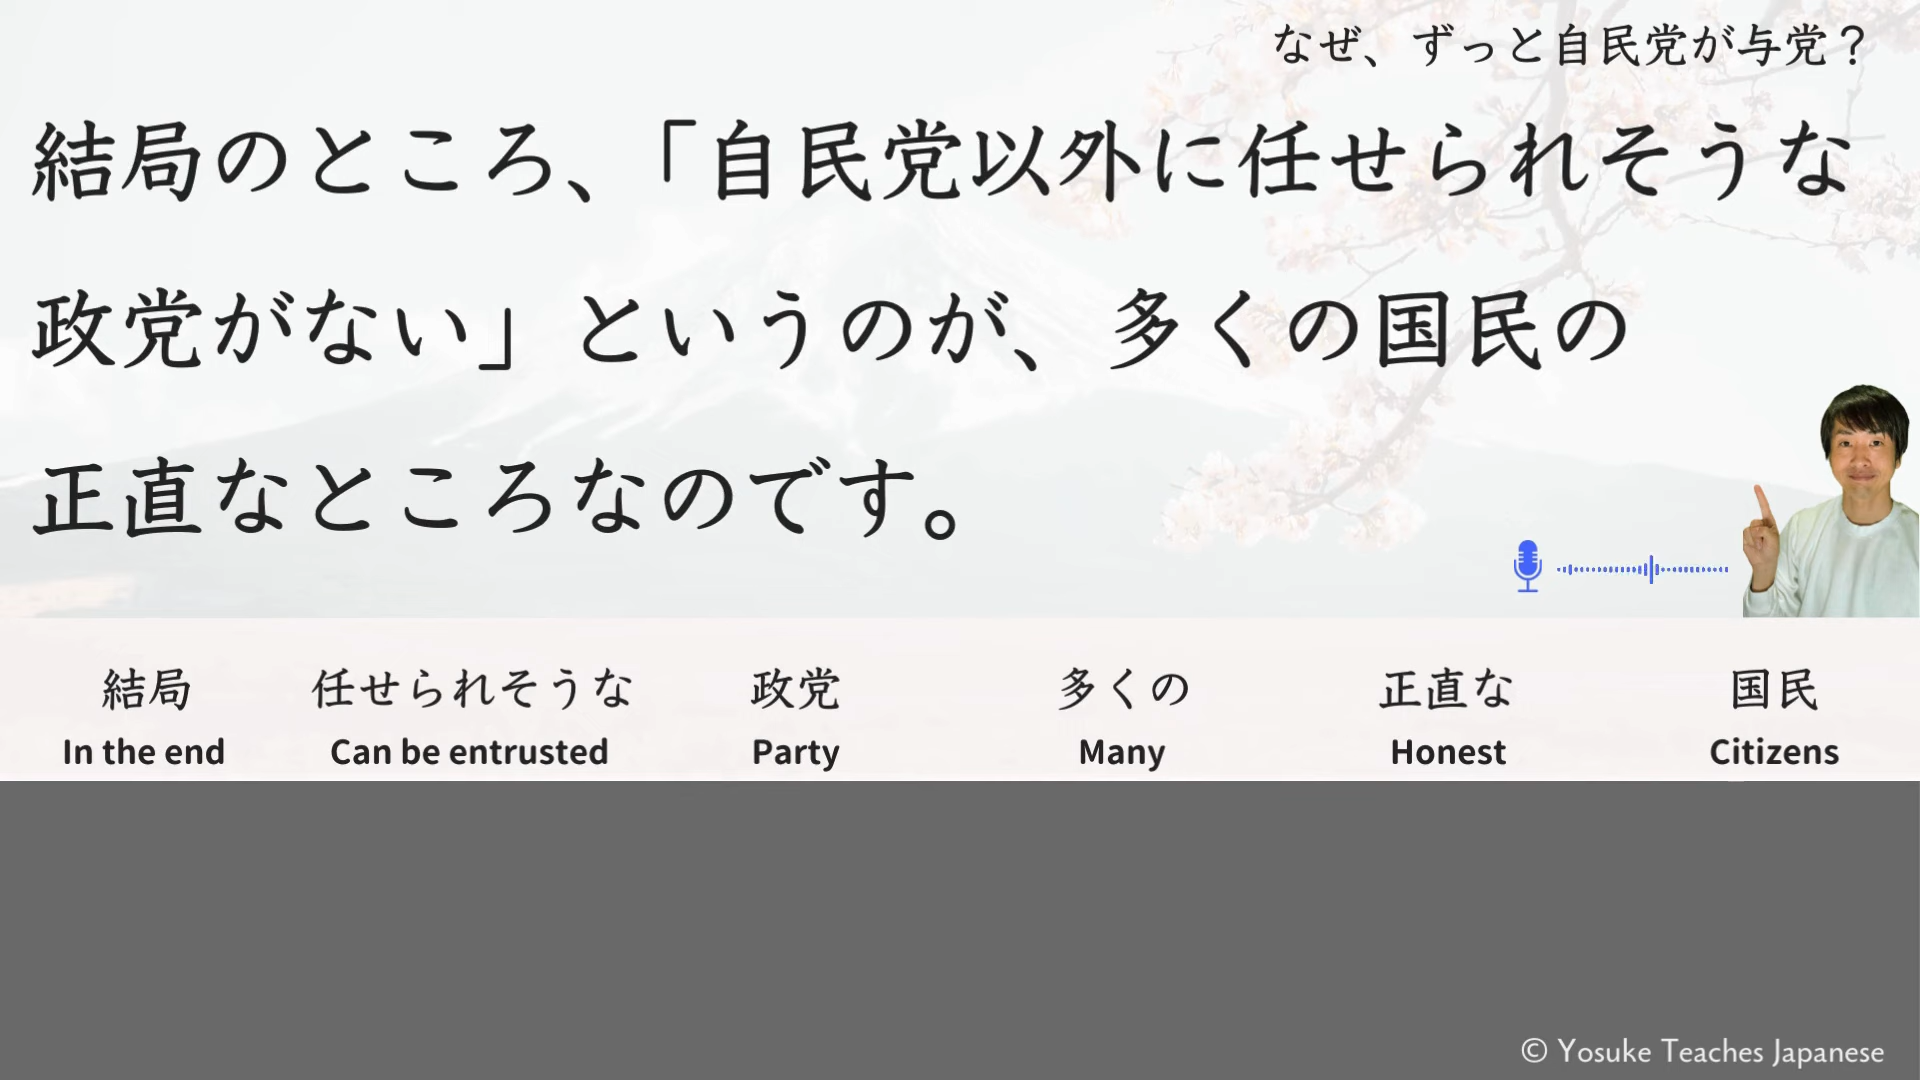 なぜ、ずっと自民党が与党？
結局のところ、「自民党以外に任せられそうな
政党がない」というのが、多くの国民の
正直なところなのです。
結局 任せられそうな 政党 多くの 正直な 国民
In the end Can be entrusted Party Many Honest Citizens
© Yosuke Teaches Japanese